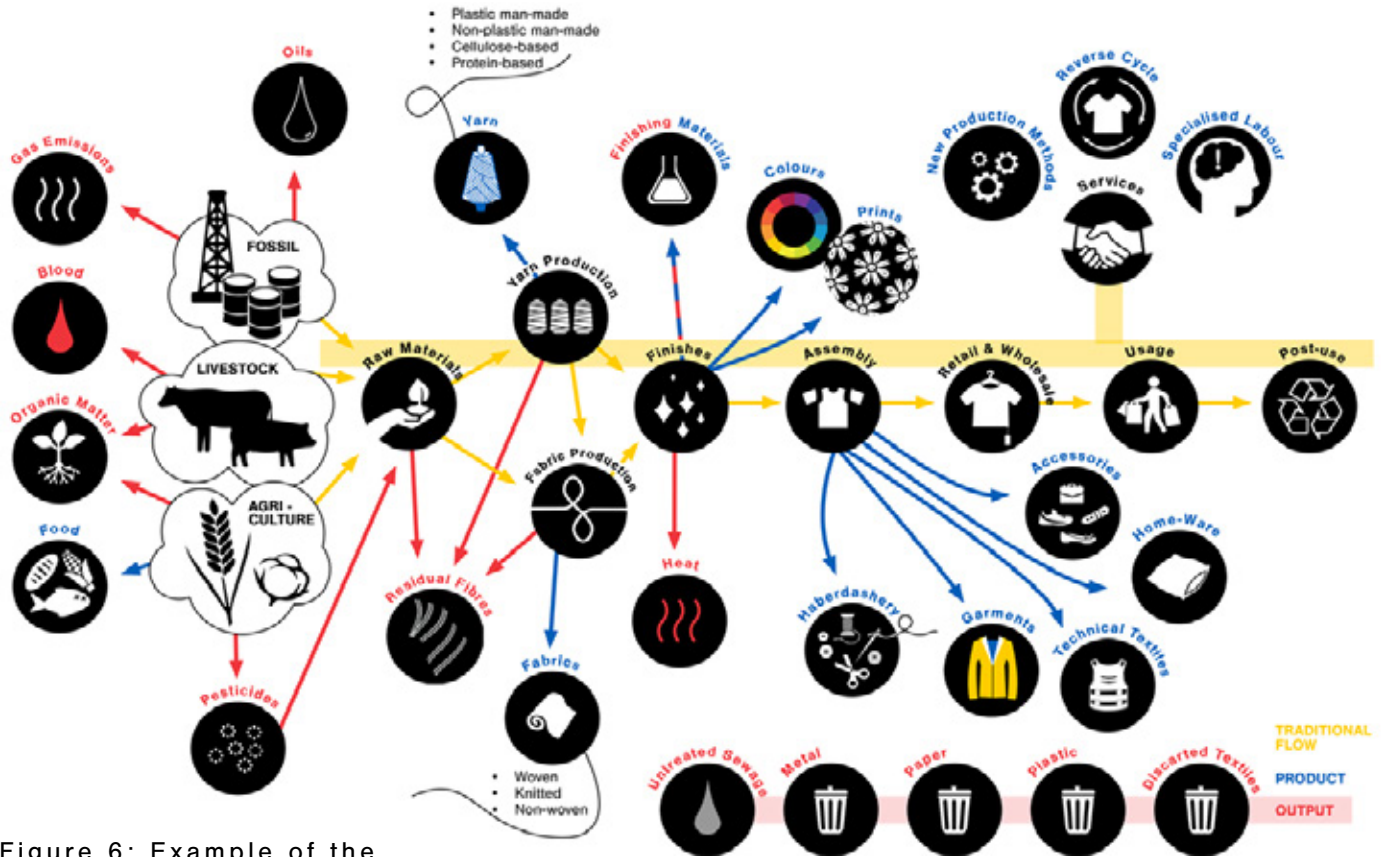 • Plastic man-made
• Non-plastic man-made
• Cellulose-based
• Protein-based
Oils
Gas Emissions
Yarn
Finishing Materials
Colours
Prints
New Production Methods
Reverse Cycle
Specialised Labour
Services
FOSSIL
Blood
Yarn Production
LIVESTOCK
Raw Materials
Finishes
Assembly
Retail & Wholesale
Usage
Post-use
Organic Matter
AGRI -
CULTURE
Fabric Production
Food
Accessories
Home-Ware
Residual Fibres
Heat
Haberdashery
Garments
Technical Textiles
Pesticides
Fabrics
• Woven
• Knitted
• Non-woven
TRADITIONAL
FLOW
PRODUCT
OUTPUT
Untreated Sewage
Metal
Paper
Plastic
Discarted Textiles
Figure 6: Example of the